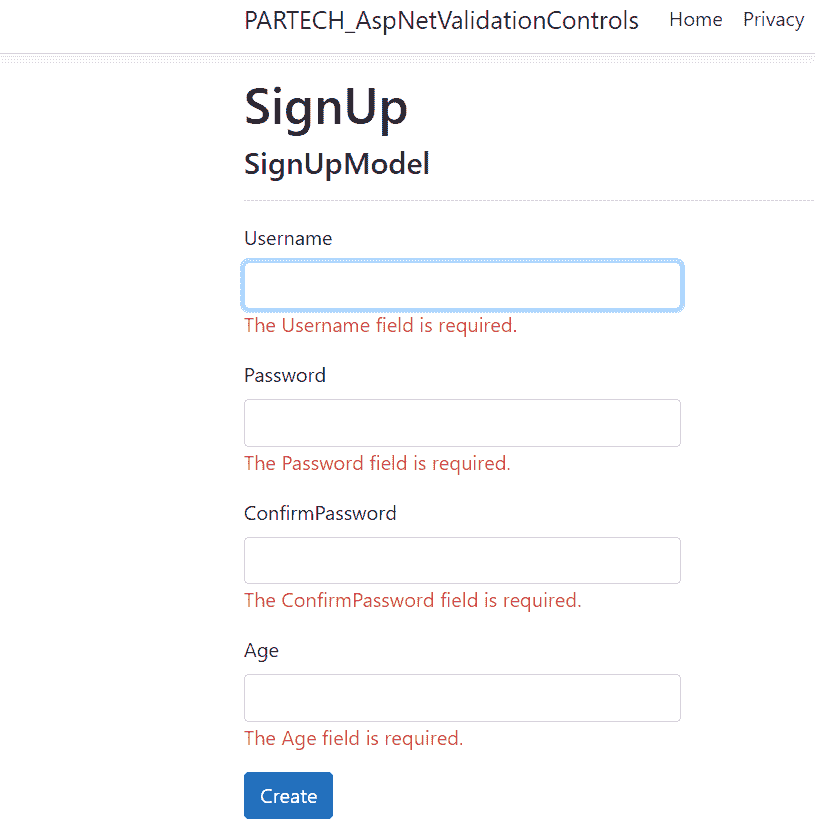 PARTECH_AspNetValidationControls Home Privacy
SignUp
SignUpModel
Username
The Username field is required.
Password
The Password field is required.
ConfirmPassword
The ConfirmPassword field is required.
Age
The Age field is required.
Create